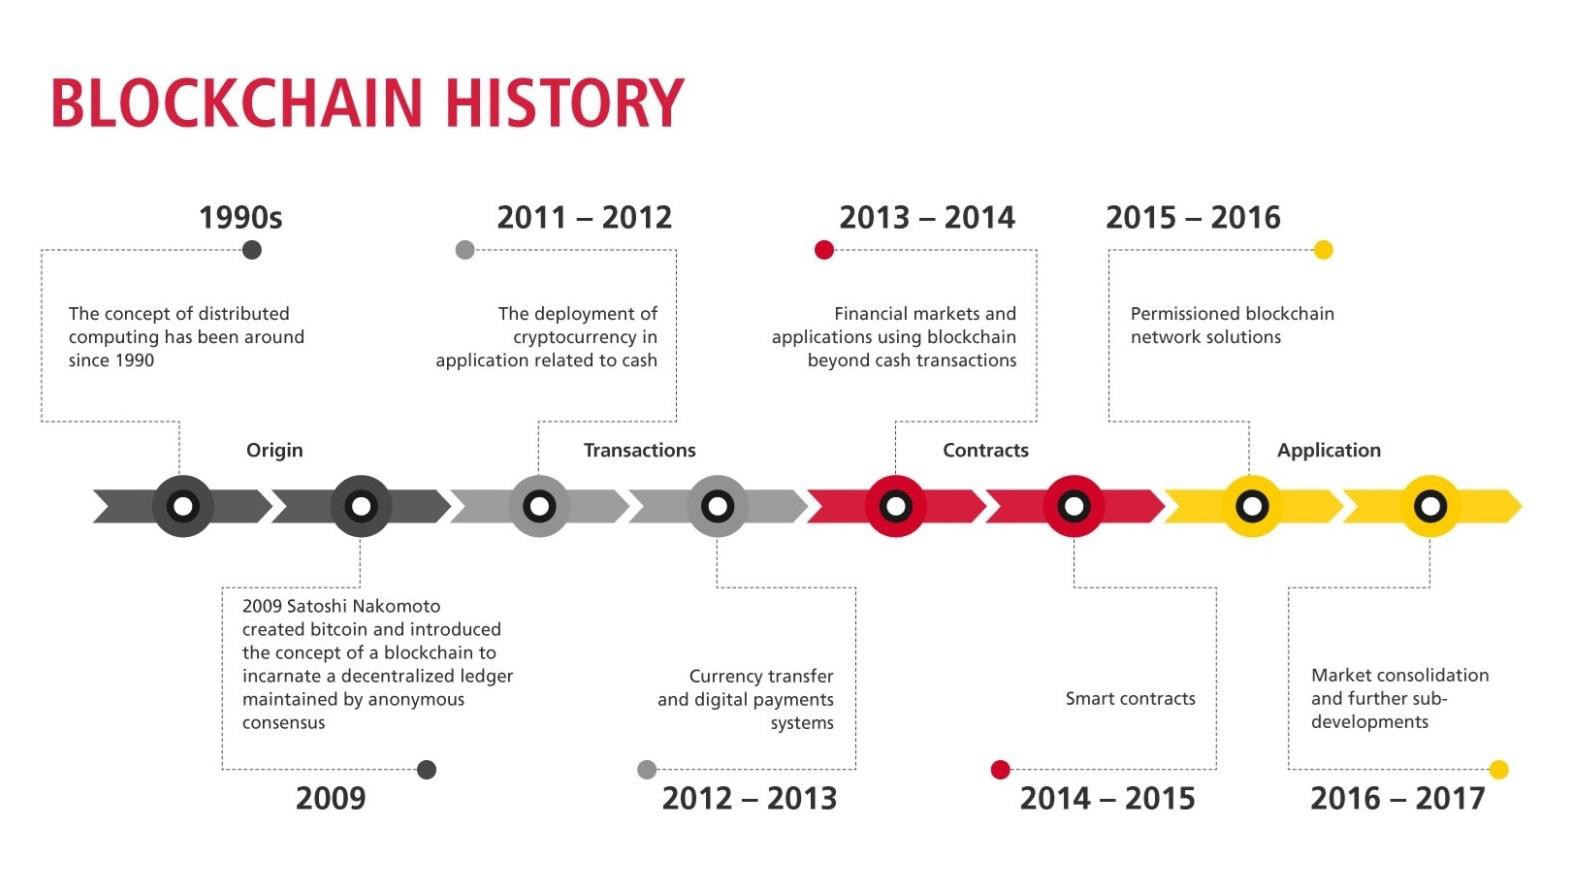 BLOCKCHAIN HISTORY
1990s
The concept of distributed
computing has been around
since 1990
2011 – 2012
The deployment of
cryptocurrency in
application related to cash
2013 – 2014
Financial markets and
applications using blockchain
beyond cash transactions
2015 – 2016
Permissioned blockchain
network solutions
Origin
Transactions
Contracts
Application
2009 Satoshi Nakomoto
created bitcoin and introduced
the concept of a blockchain to
incarnate a decentralized ledger
maintained by anonymous
consensus
2009
Currency transfer
and digital payments
systems
2012 – 2013
Smart contracts
2014 – 2015
Market consolidation
and further sub-
developments
2016 – 2017